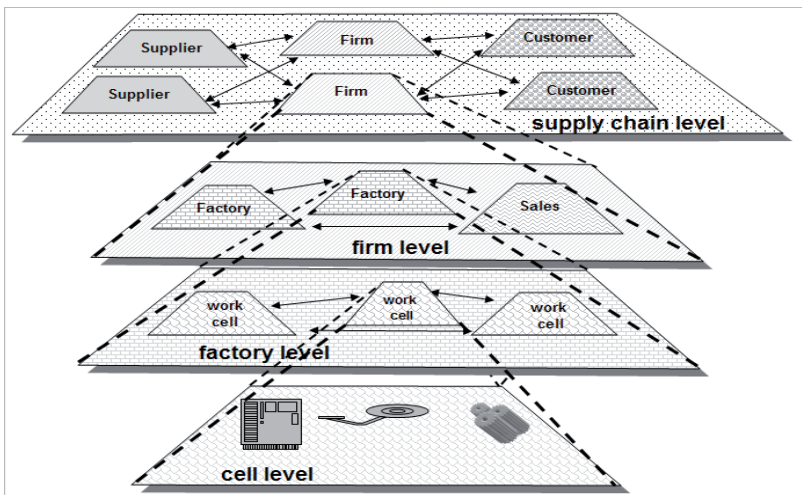 Supplier
Firm
Customer
Supplier
Firm
Customer
supply chain level
Factory
Factory
Sales
firm level
work
cell
work
cell
work
cell
factory level
cell level